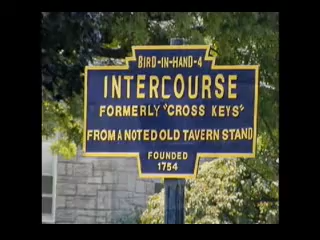 BIRD-IN-HAND-4
INTERCOURSE
FORMERLY "CROSS KEYS"
FROM A NOTED OLD TAVERN STAND
FOUNDED
1754